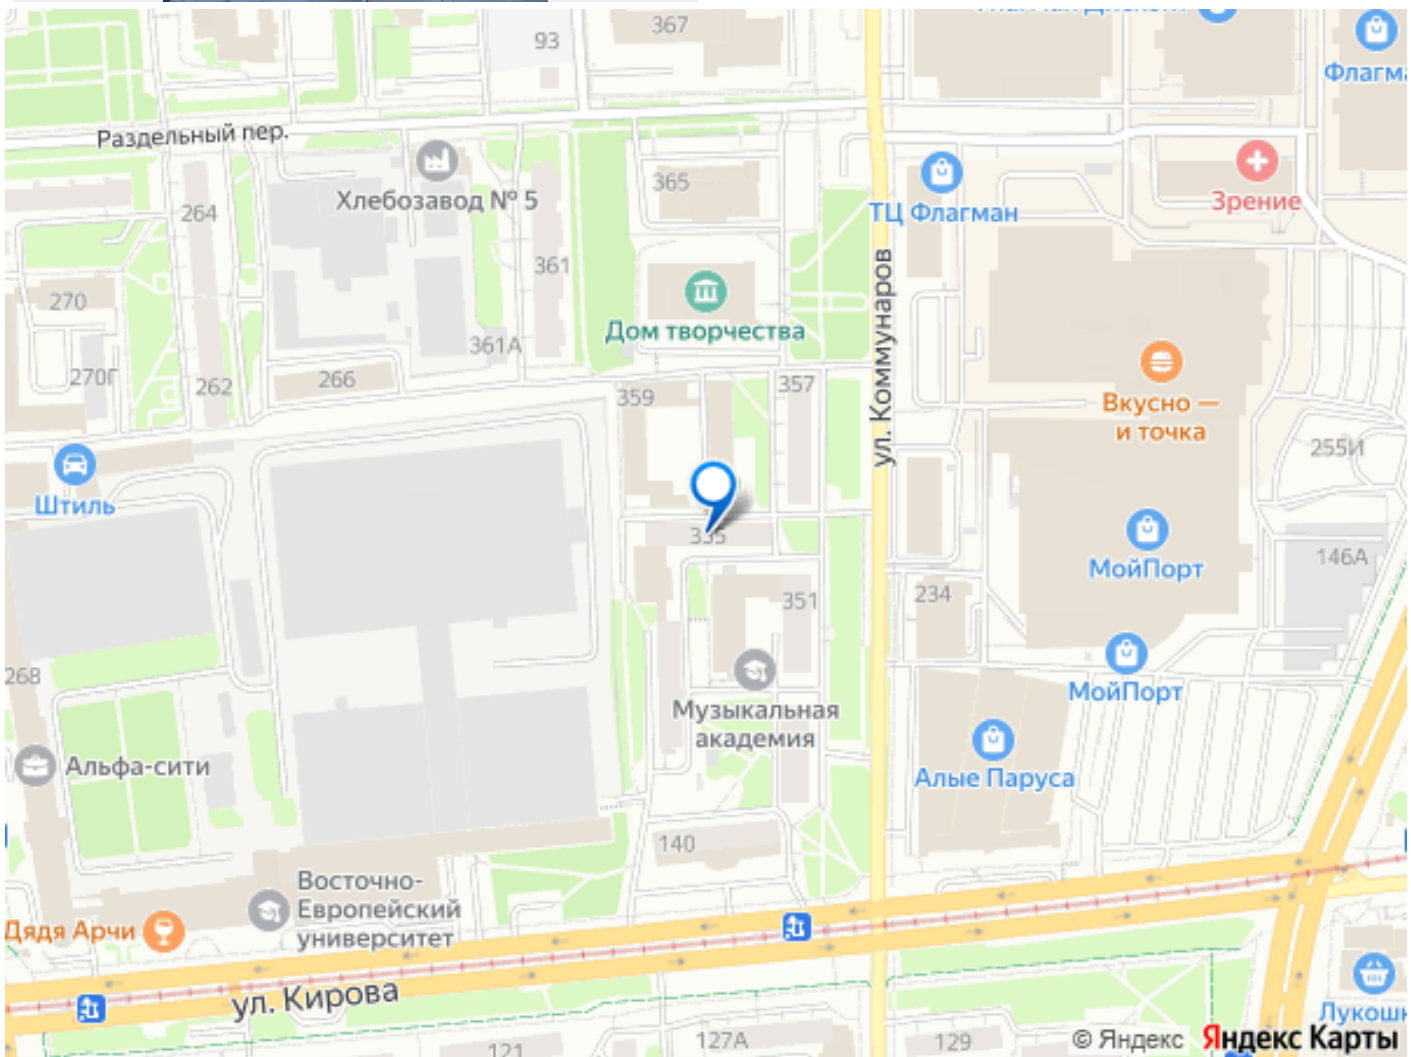 367
93
Флагма
Раздельный пер.
Хлебозавод № 5
365
ТЦ Флагман
Зрение
264
361
270
Дом творчества
ул. Коммунаров
361А
270Г
262
266
359
357
Вкусно —
и точка
255И
Штиль
335
МойПорт
146А
351
234
268
МойПорт
Музыкальная
академия
Альфа-сити
Алые Паруса
140
Восточно-
Европейский
университет
Дядя Арчи
ул. Кирова
Лукошк
121
127А
129
© Яндекс Яндекс Карты